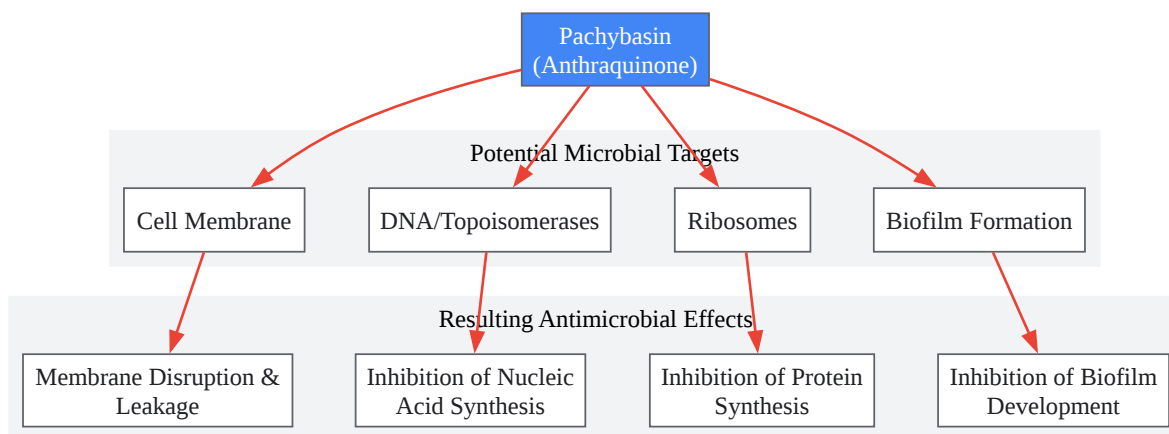 Pachybasin
(Anthraquinone)
Potential Microbial Targets
Cell Membrane
DNA/Topoisomerases
Ribosomes
Biofilm Formation
Resulting Antimicrobial Effects
Membrane Disruption &
Leakage
Inhibition of Nucleic
Acid Synthesis
Inhibition of Protein
Synthesis
Inhibition of Biofilm
Development